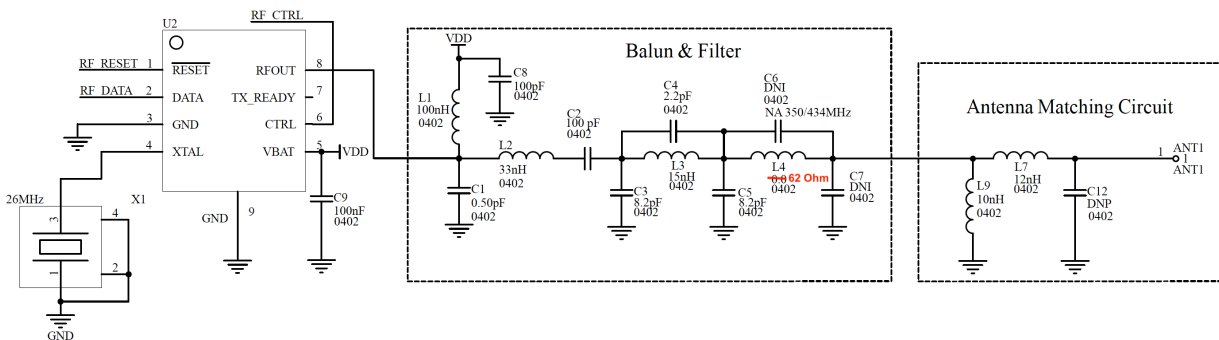 RF_CTRL
U2
RF_RESET 1 RESET RFOUT 8
RF_DATA 2 DATA TX_READY 7
3 GND CTRL 6
4 XTAL VBAT 5 VDD
C9
100nF
0402
GND 9
26MHz X1
3 4
1 2
GND
Balun & Filter
VDD
C8
100pF
0402
L1
100nH
0402
L2
33nH
0402
C1
0.50pF
0402
C2
100 pF
0402
C4
2.2pF
0402
C3
8.2pF
0402
L3
15nH
0402
C5
8.2pF
0402
C6
DNI
0402
NA 350/434MHz
L4
0.0 62 Ohm
0402
C7
DNI
0402
Antenna Matching Circuit
L9
10nH
0402
L7
12nH
0402
C12
DNP
0402
1 ANT1
1
ANT1